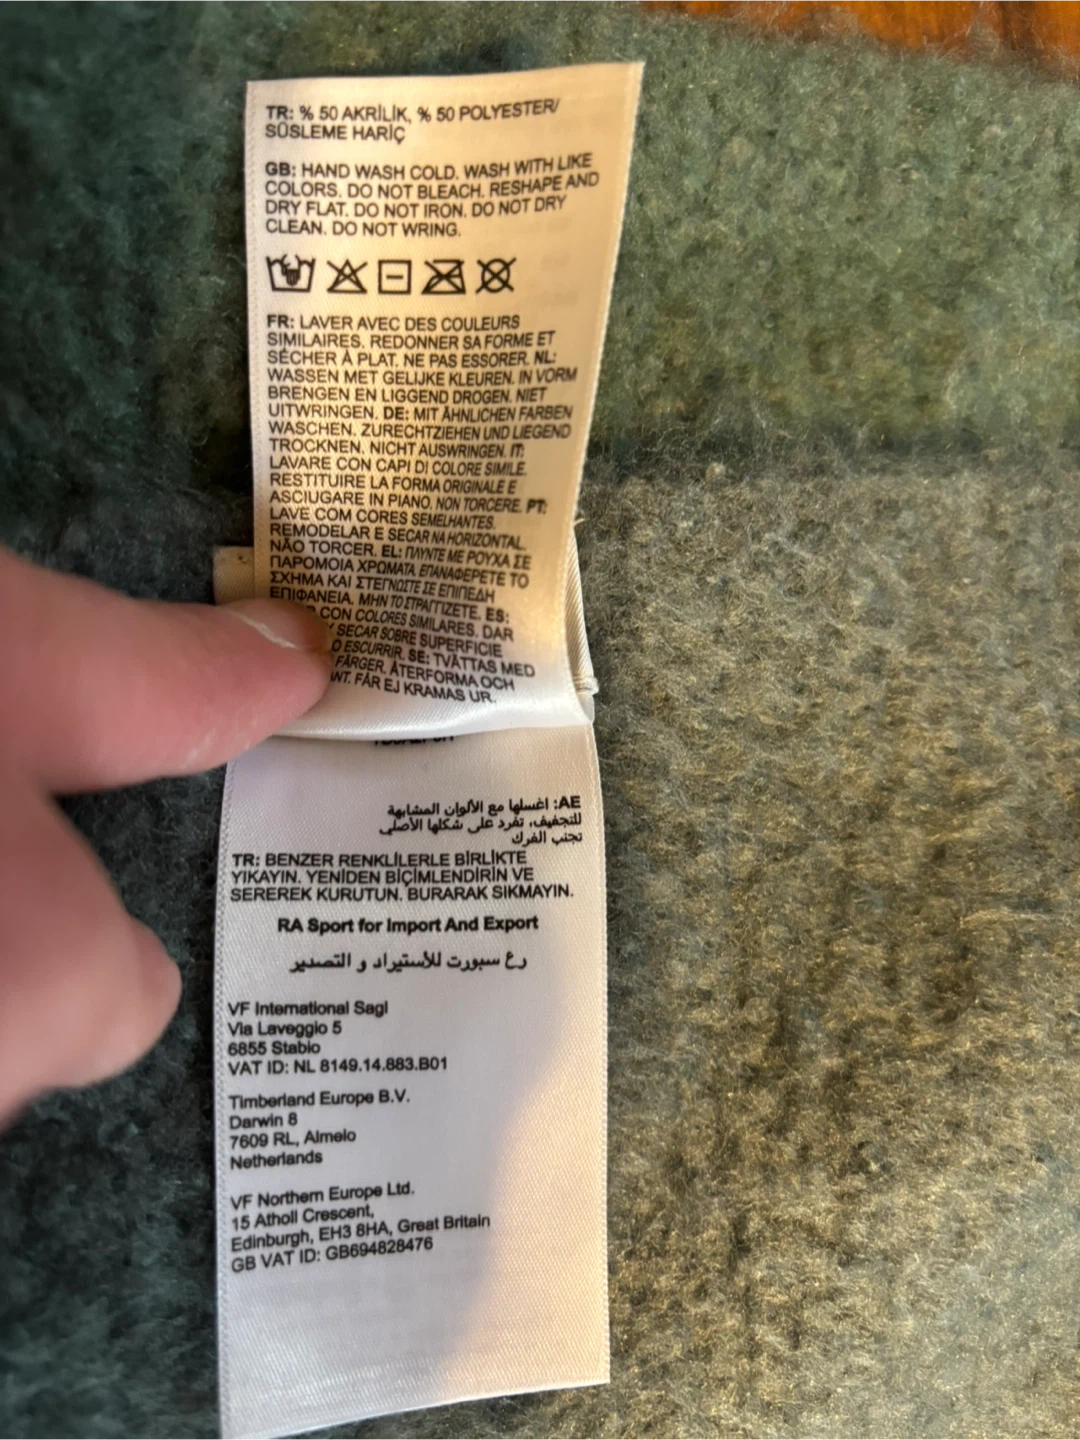 TR: % 50 AKRİLİK, % 50 POLYESTER/
SÜSLEME HARİÇ
GB: HAND WASH COLD. WASH WITH LIKE
COLORS. DO NOT BLEACH. RESHAPE AND
DRY FLAT. DO NOT IRON. DO NOT DRY
CLEAN. DO NOT WRING.
FR: LAVER AVEC DES COULEURS
SIMILAIRES. REDONNER SA FORME ET
SÉCHER À PLAT. NE PAS ESSORER. NL:
WASSEN MET GELIJKE KLEUREN. IN VORM
BRENGEN EN LIGGEND DROGEN. NIET
UITWRINGEN. DE: MIT ÄHNLICHEN FARBEN
WASCHEN. ZURECHTZIEHEN UND LIEGEND
TROCKNEN. NICHT AUSWRINGEN. IT:
LAVARE CON CAPI DI COLORE SIMILE.
RESTITUIRE LA FORMA ORIGINALE E
ASCIUGARE IN PIANO. NON TORCERE. PT:
LAVE COM CORES SEMELHANTES.
REMODELAR E SECAR NA HORIZONTAL.
NÃO TORCER. EL: ΠΛΥΝΤΕ ΜΕ ΡΟΥΧΑ ΣΕ
ΠΑΡΟΜΟΙΑ ΧΡΩΜΑΤΑ. ΕΠΑΝΑΦΕΡΕΤΕ ΤΟ
ΣΧΗΜΑ ΚΑΙ ΣΤΕΓΝΩΣΤΕ ΣΕ ΕΠΙΠΕΔΗ
ΕΠΙΦΑΝΕΙΑ. ΜΗΝ ΤΟ ΣΤΡΑΓΓΙΖΕΤΕ. ES:
CON COLORES SIMILARES. DAR
Y SECAR SOBRE SUPERFICIE
ESCURRIR. SE: TVÄTTAS MED
FÄRGER. ÅTERFORMA OCH
FÅR EJ KRAMAS UR.
AE: اغسلها مع الألوان المشابهة
للتجفيف، تفرد على شكلها الأصلي
تجنب الفرك
TR: BENZER RENKLİLERLE BİRLİKTE
YIKAYIN. YENİDEN BİÇİMLENDİRİN VE
SEREREK KURUTUN. BURARAK SIKMAYIN.
RA Sport for Import And Export
رع سبورت للأستيراد و التصدير
VF International Sagl
Via Laveggio 5
6855 Stabio
VAT ID: NL 8149.14.883.B01
Timberland Europe B.V.
Darwin 8
7609 RL, Almelo
Netherlands
VF Northern Europe Ltd.
15 Atholl Crescent,
Edinburgh, EH3 8HA, Great Britain
GB VAT ID: GB694828476